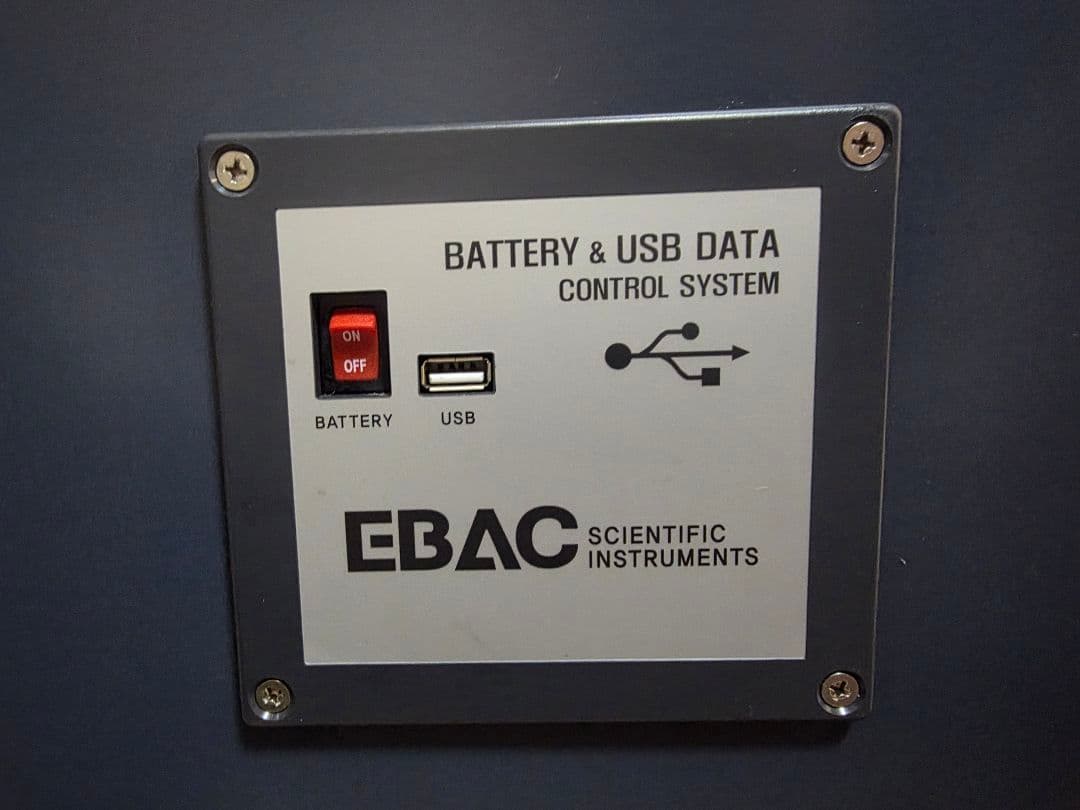 BATTERY & USB DATA
CONTROL SYSTEM
ON
OFF
BATTERY
USB
EBAC SCIENTIFIC
INSTRUMENTS